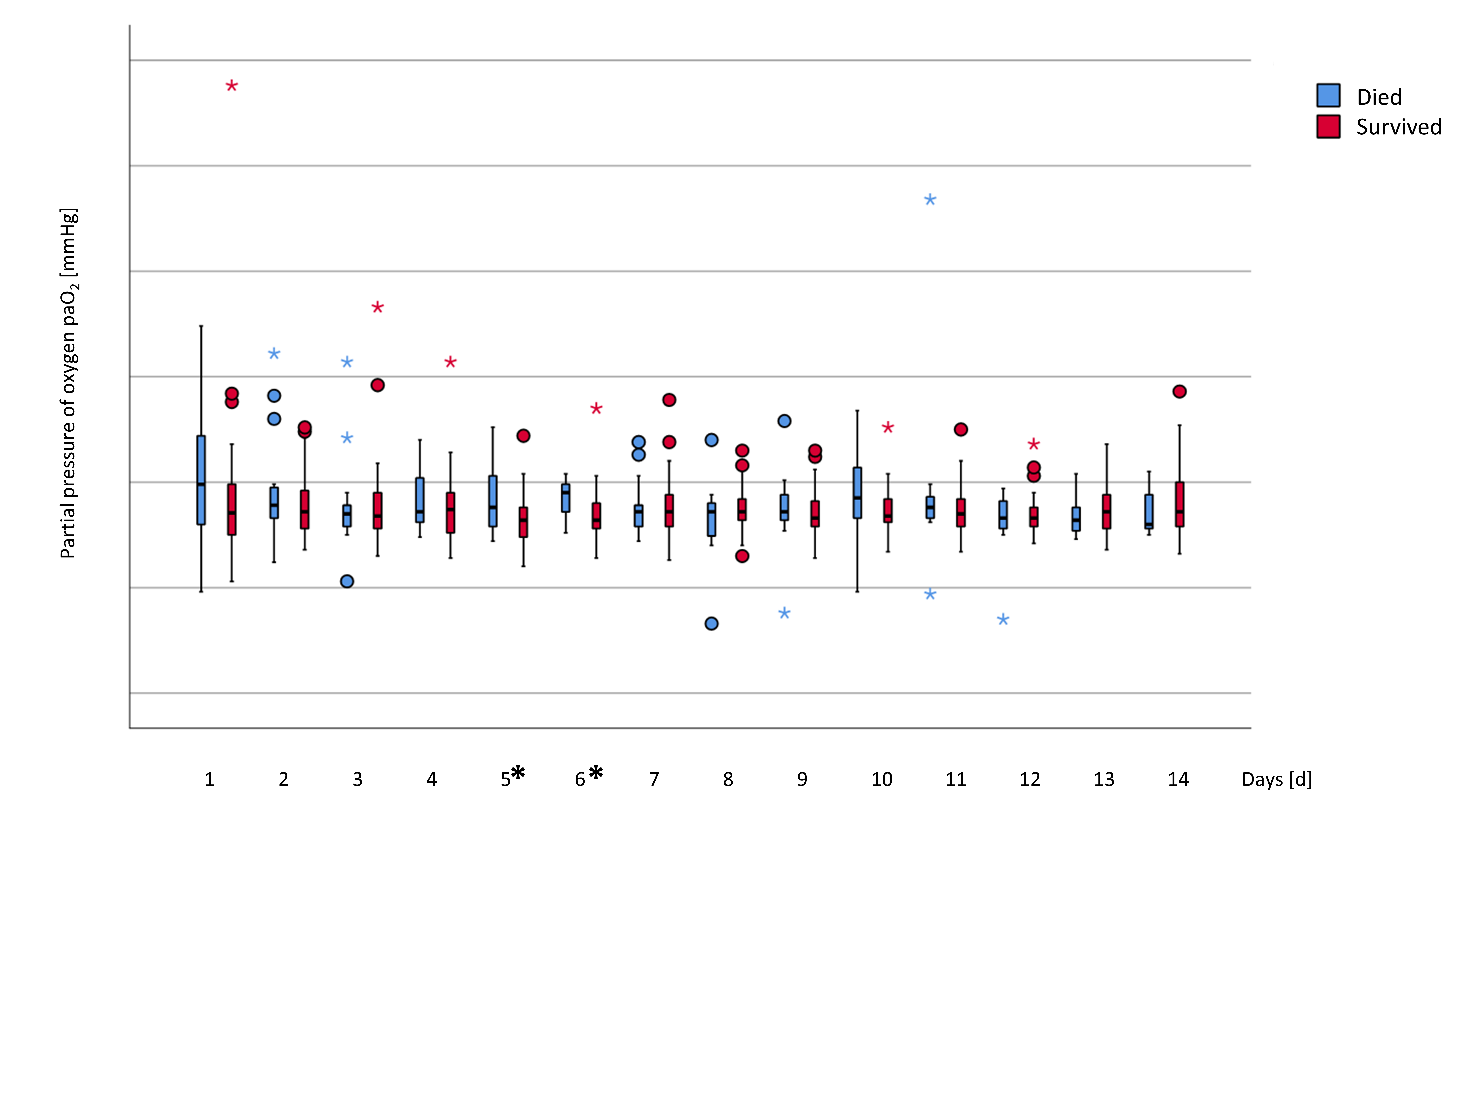 Died
Survived
Partial pressure of oxygen paO₂ [mmHg]
1 2 3 4 5* 6* 7 8 9 10 11 12 13 14 Days [d]